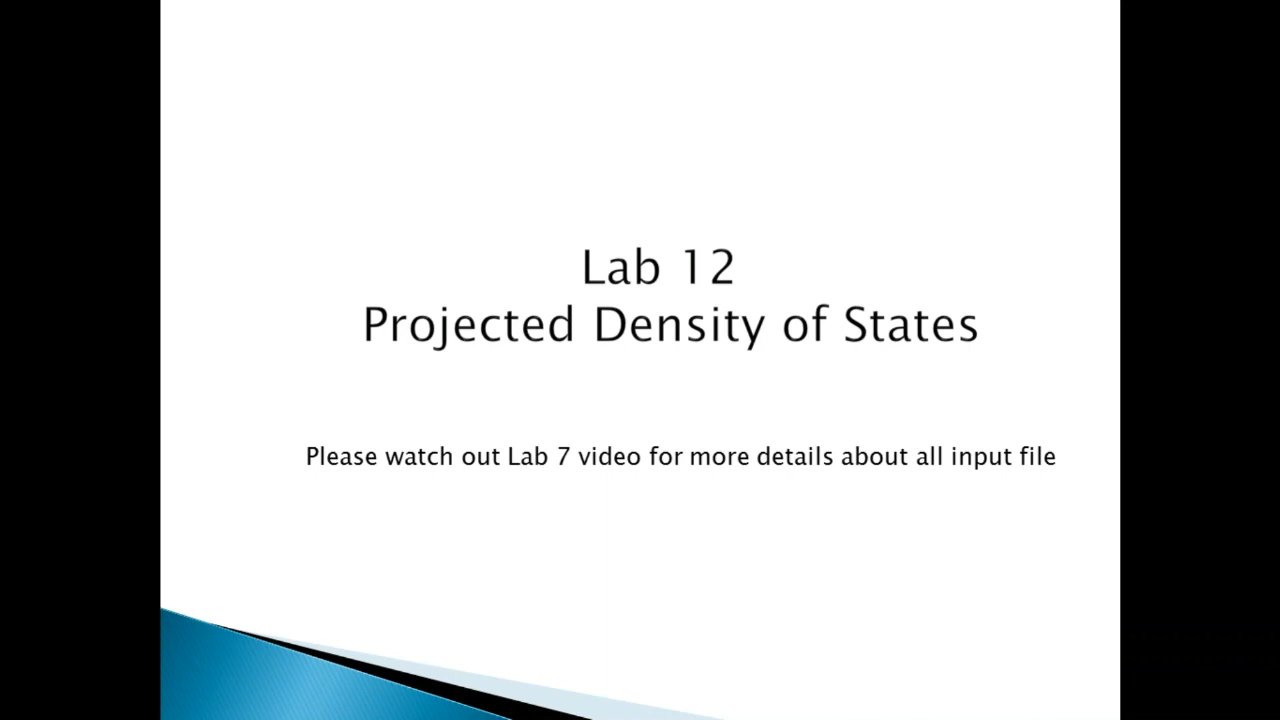 Lab 12
Projected Density of States
Please watch out Lab 7 video for more details about all input file